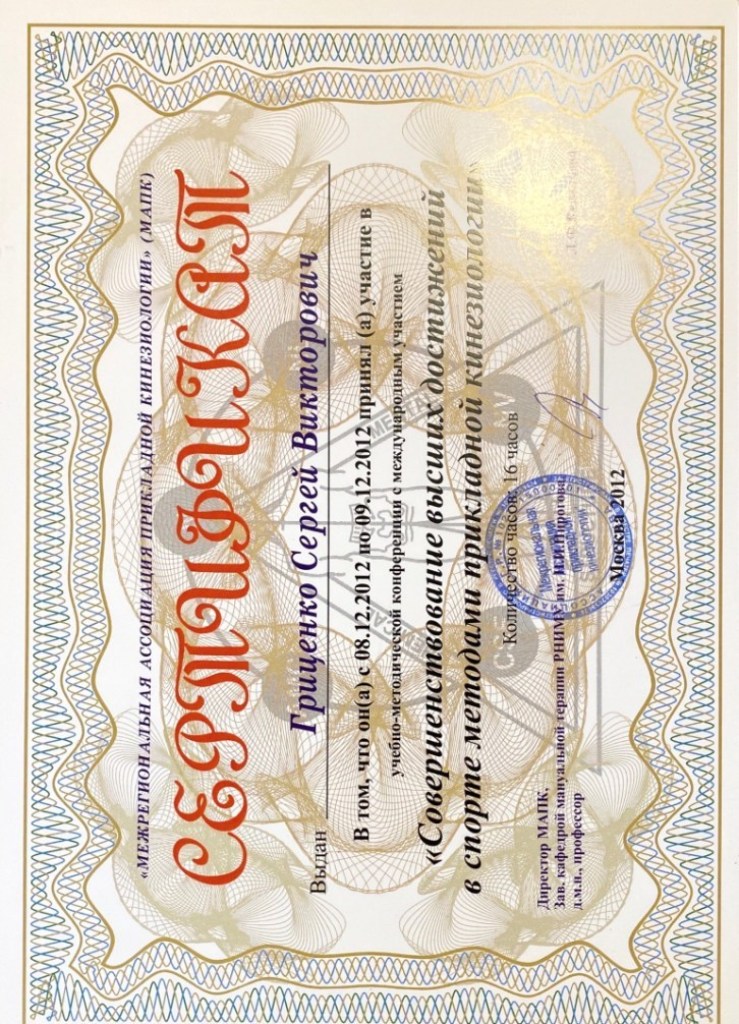 «МЕЖРЕГИОНАЛЬНАЯ АССОЦИАЦИЯ ПРИКЛАДНОЙ КИНЕЗИОЛОГИИ» (МАПК)
СЕРТИФИКАТ
Выдан Гриценко Сергей Викторович
В том, что он(а) с 08.12.2012 по 09.12.2012 принял (а) участие в
учебно-методической конференции с международным участием
«Совершенствование высших достижений
в спорте методами прикладной кинезиологии»
CSF MV
Количество часов: 16 часов
Директор МАПК,
Зав. кафедрой мануальной терапии РНИМУ им. Н.И.Пирогова,
д.м.н., профессор
Межрегиональная
ассоциация
прикладной
кинезиологии
Москва 2012